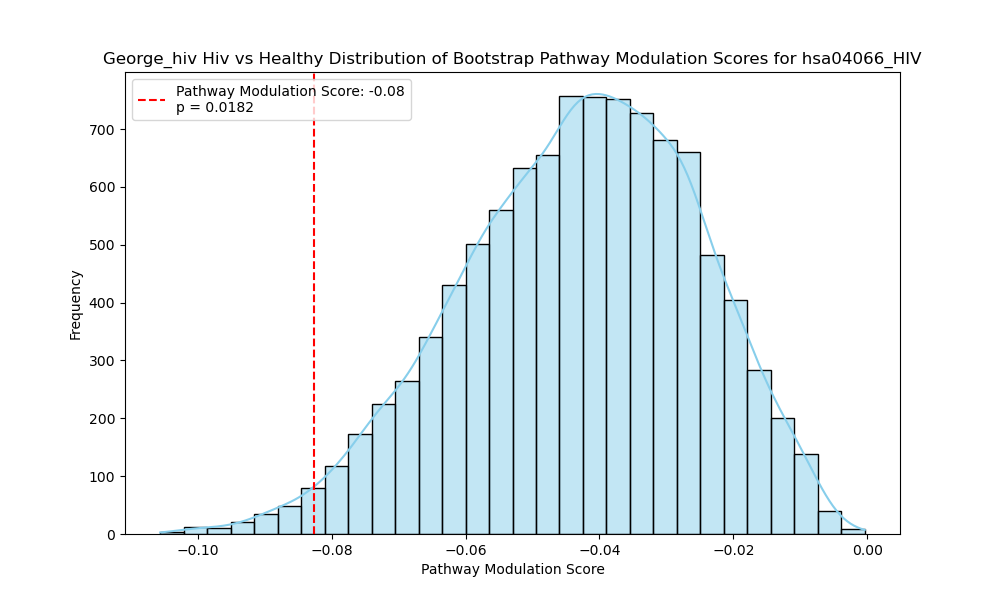 George_hiv Hiv vs Healthy Distribution of Bootstrap Pathway Modulation Scores for hsa04066_HIV
Pathway Modulation Score: -0.08
p = 0.0182
700
600
500
400
300
200
100
0
Frequency
−0.10
−0.08
−0.06
−0.04
−0.02
0.00
Pathway Modulation Score